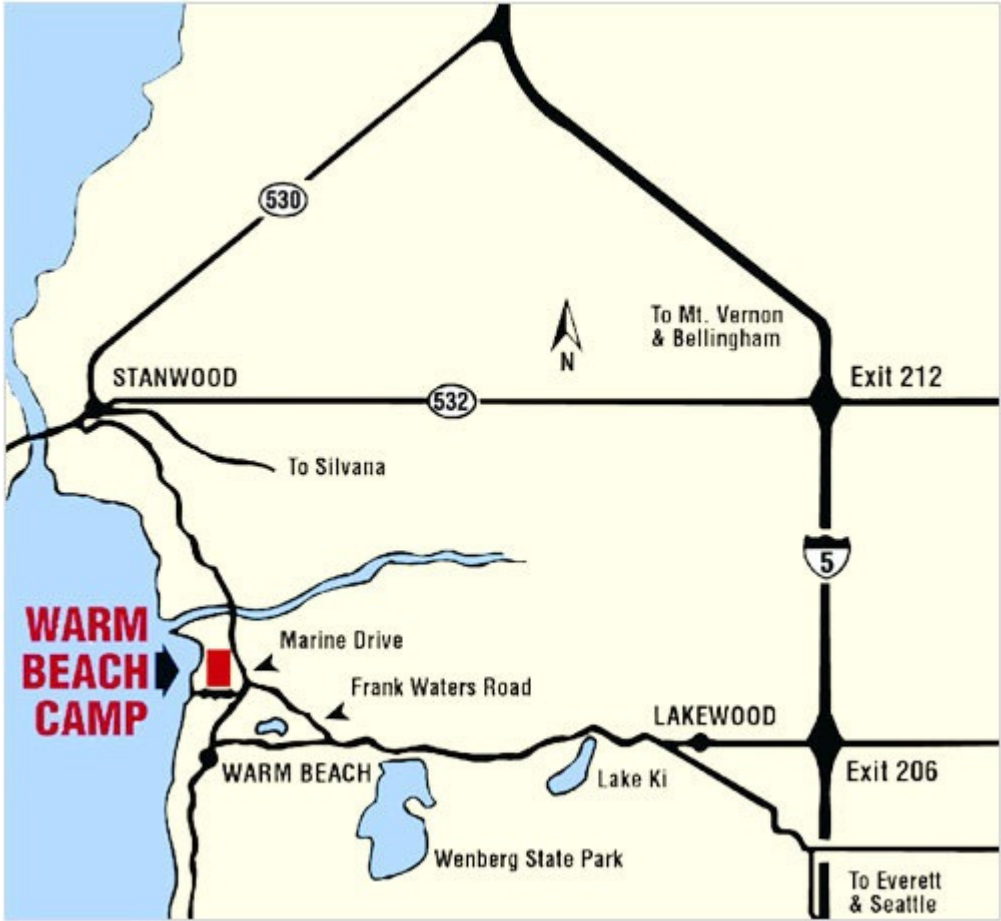 530
To Mt. Vernon
& Bellingham
N
STANWOOD
Exit 212
532
To Silvana
5
WARM
BEACH
CAMP
Marine Drive
Frank Waters Road
LAKEWOOD
WARM BEACH
Lake Ki
Exit 206
Wenberg State Park
To Everett
& Seattle